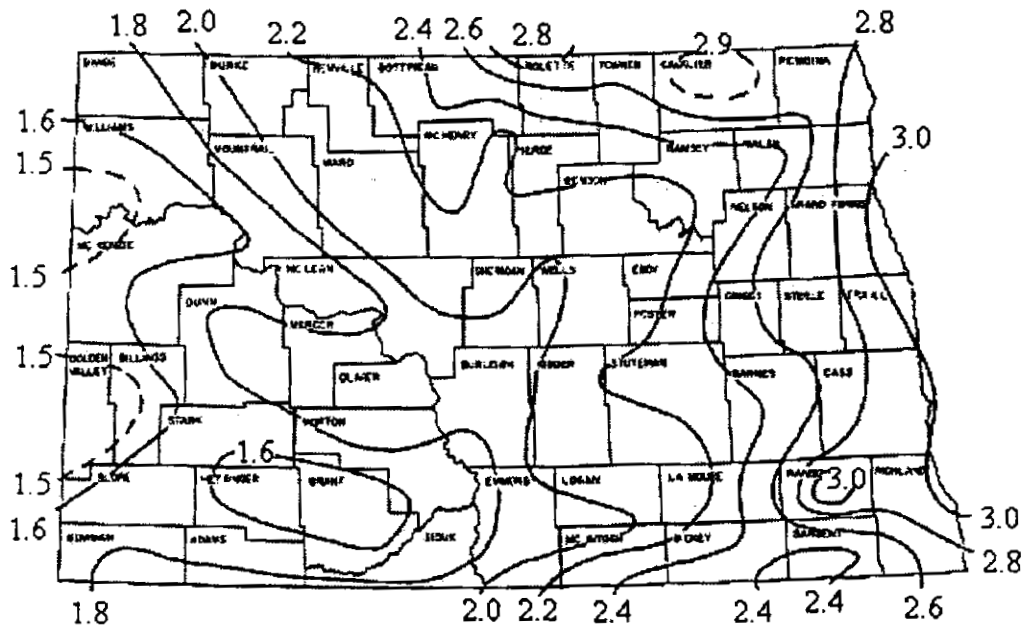 1.8 2.0 2.2 2.4 2.6 2.8 2.9 2.8
DIVIDE BURKE RENVILLE BOTTINEAU ROLETTE TOWNER CAVALIER PEMBINA
1.6 WILLIAMS MCHENRY 3.0
MOUNTRAIL WARD PIERCE RAMSEY WALSH
1.5 BENSON
NELSON GRAND FORKS
MC KENZIE
1.5 MC LEAN SHERIDAN WELLS EDDY
DUNN GRIGGS STEELE TRAILL
MERCER FOSTER
1.5 GOLDEN VALLEY BILLINGS BURLEIGH KIDDER STUTSMAN BARNES CASS
OLIVER
STARK MORTON
1.6
1.5 SLOPE HETTINGER GRANT EMMONS LOGAN LA MOURE RANSOM 3.0 RICHLAND
1.6 3.0
BOWMAN ADAMS SIOUX MC INTOSH DICKEY SARGENT
2.8
1.8 2.0 2.2 2.4 2.4 2.4 2.6